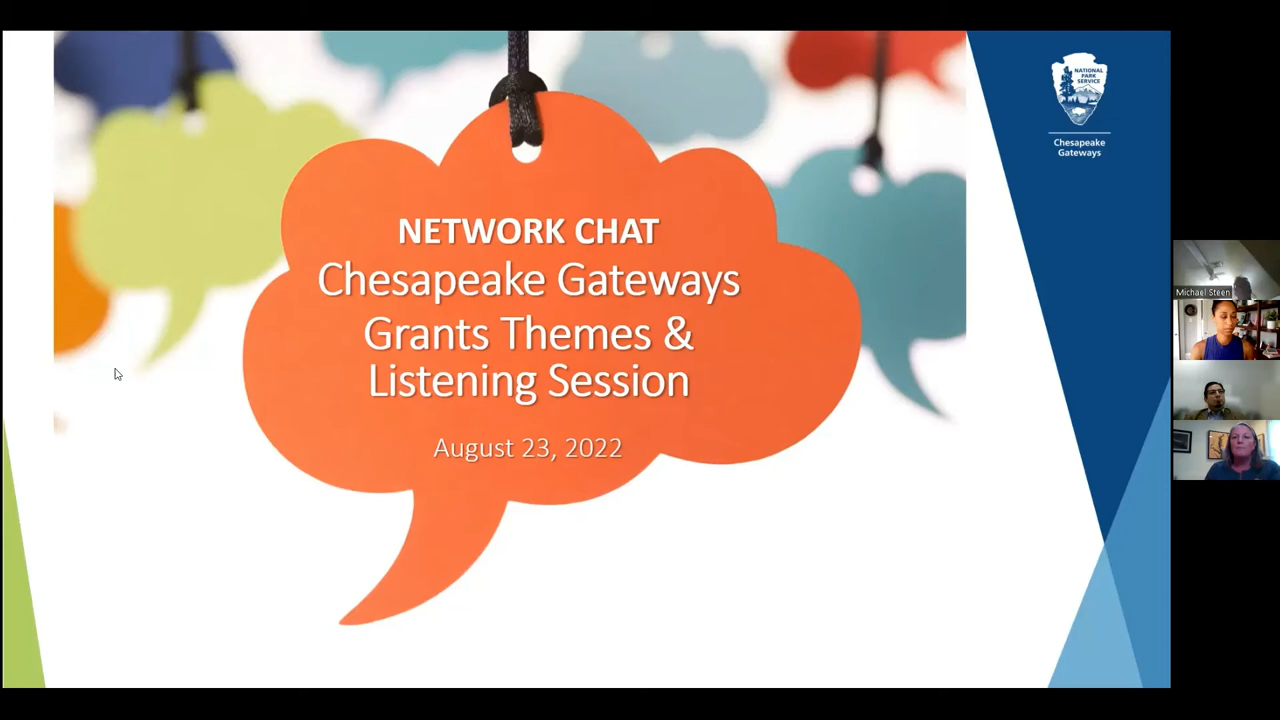 NETWORK CHAT
Chesapeake Gateways
Grants Themes &
Listening Session
August 23, 2022
NATIONAL
PARK
SERVICE
Chesapeake
Gateways
Michael Steen